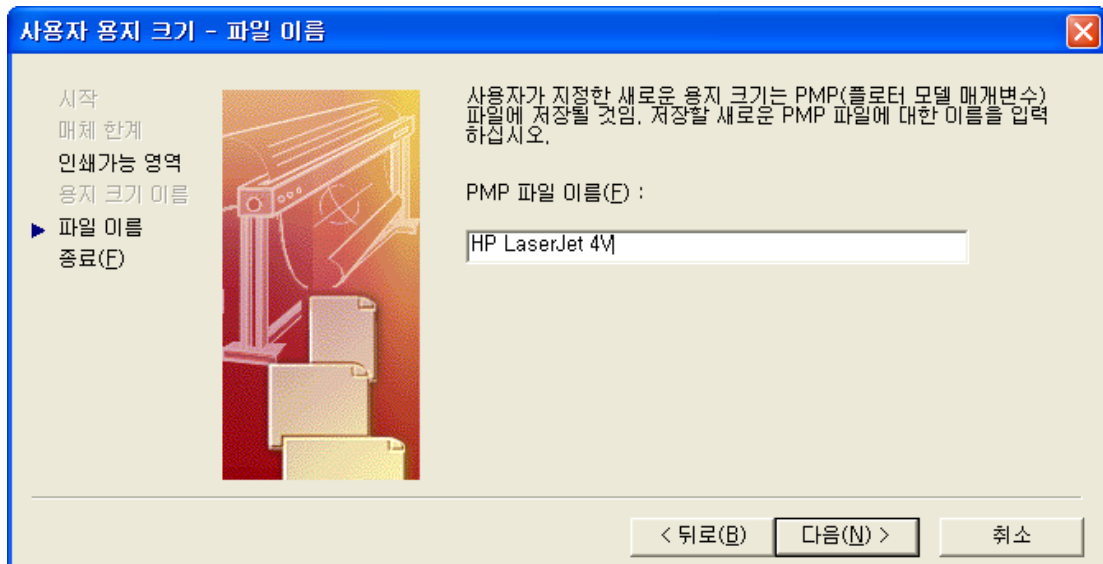 사용자 용지 크기 - 파일 이름
시작
매체 한계
인쇄가능 영역
용지 크기 이름
파일 이름
종료(F)
사용자가 지정한 새로운 용지 크기는 PMP(플로터 모델 매개변수)
파일에 저장될 것임. 저장할 새로운 PMP 파일에 대한 이름을 입력
하십시오.
PMP 파일 이름(F) :
HP LaserJet 4V
< 뒤로(B)
다음(N) >
취소